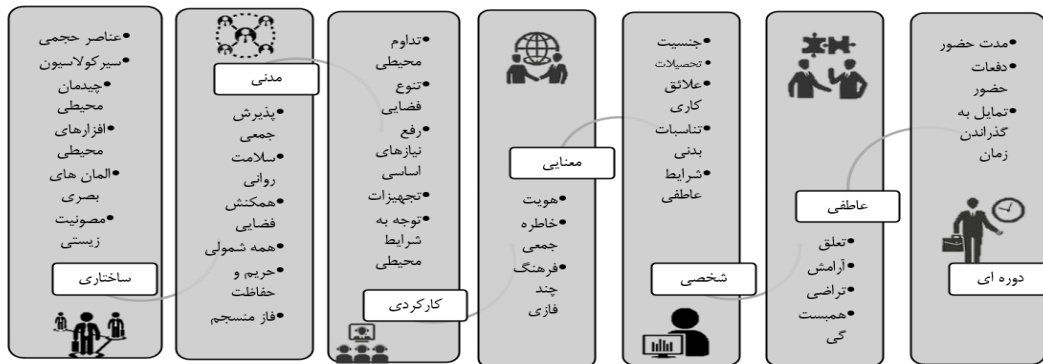 مدت حضور
دفعات
حضور
تمایل به
گذراندن
زمان
دوره ای
عاطفی
تعلق
آرامش
تراضی
همبست
گی
جنسیت
تحصیلات
علائق
کاری
تناسبات
بدنی
شرایط
عاطفی
شخصی
معنایی
هویت
خاطره
جمعی
فرهنگ
چند
فازی
تداوم
محیطی
تنوع
فضایی
رفع
نیازهای
اساسی
تجهیزات
توجه به
شرایط
محیطی
کارکردی
مدنی
پذیرش
جمعی
سلامت
روانی
همکنش
فضایی
همه شمولی
حریم و
حفاظت
فاز منسجم
عناصر حجمی
سیرکولاسیون
چیدمان
محیطی
افزارهای
محیطی
المان های
بصری
مصونیت
زیستی
ساختاری